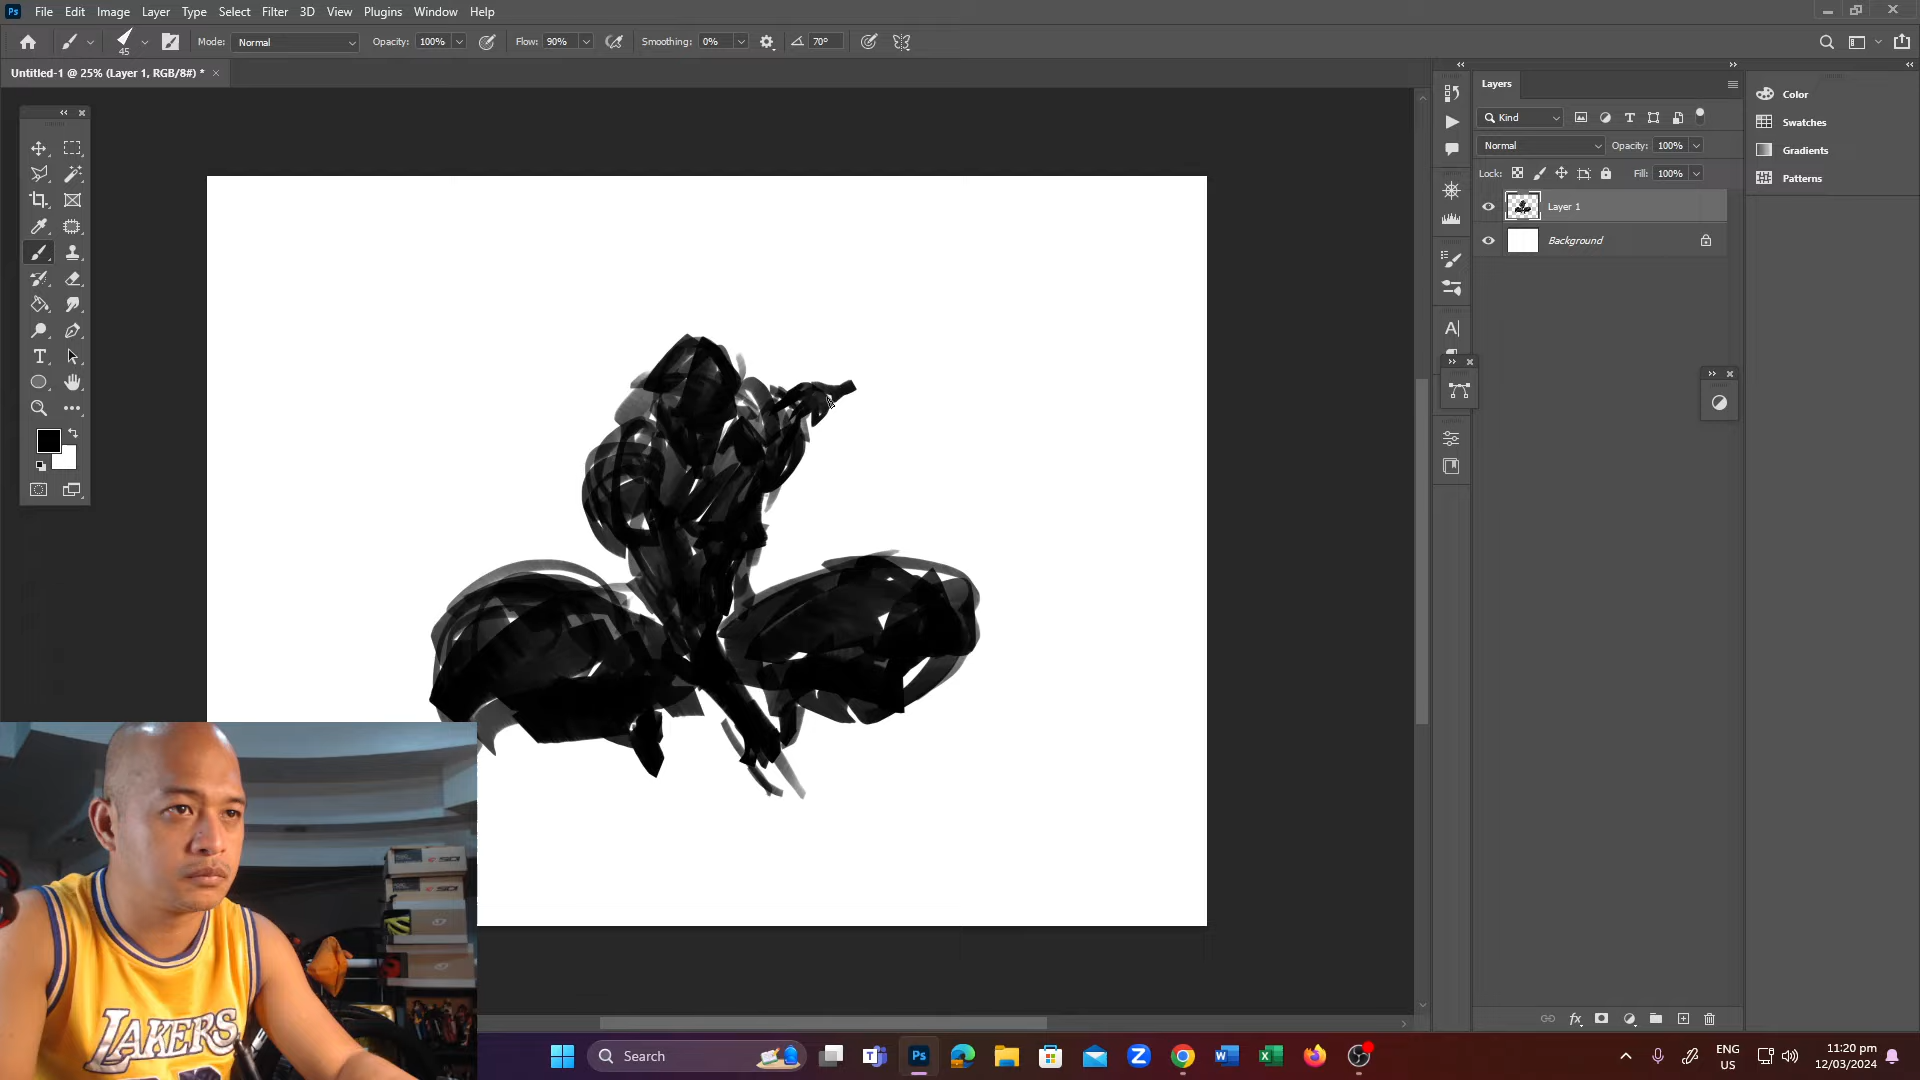 Ps File Edit Image Layer Type Select Filter 3D View Plugins Window Help
45 Mode: Normal Opacity: 100% Flow: 90% Smoothing: 0% 70°
Untitled-1 @ 25% (Layer 1, RGB/8#) *
Layers
Kind
Normal Opacity: 100%
Lock: Fill: 100%
Layer 1
Background
Color
Swatches
Gradients
Patterns
LAKERS
Search
ENG
US
11:20 pm
12/03/2024